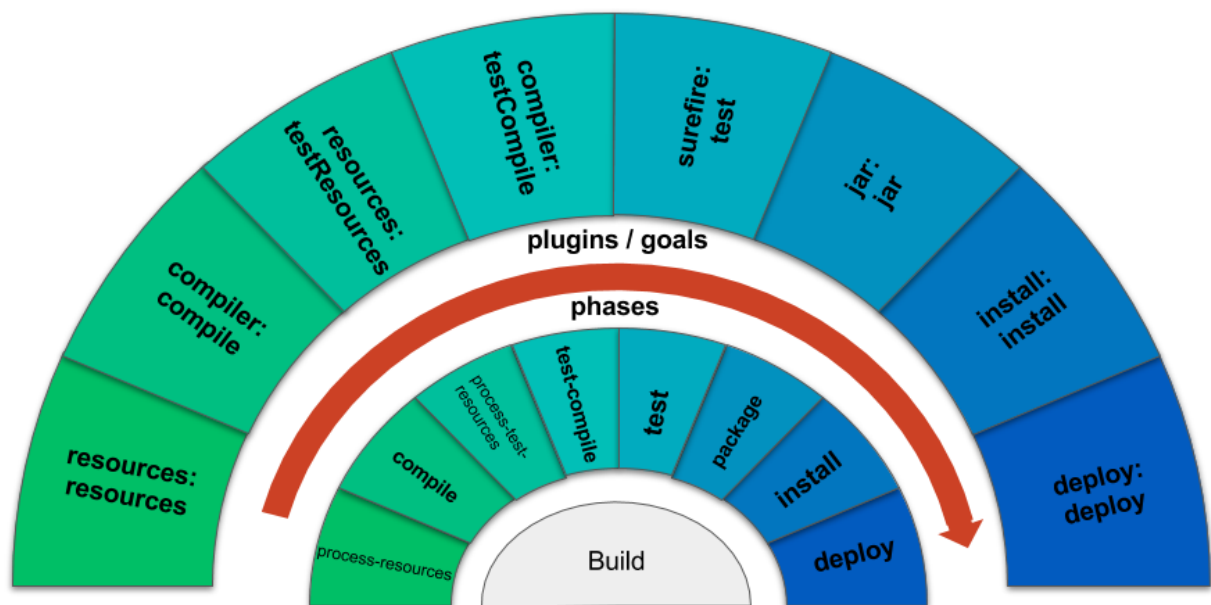 resources:
resources
compiler:
compile
resources:
testResources
compiler:
testCompile
surefire:
test
jar:
jar
install:
install
deploy:
deploy
plugins / goals
phases
process-resources
compile
process-test-
resources
test-compile
test
package
install
deploy
Build